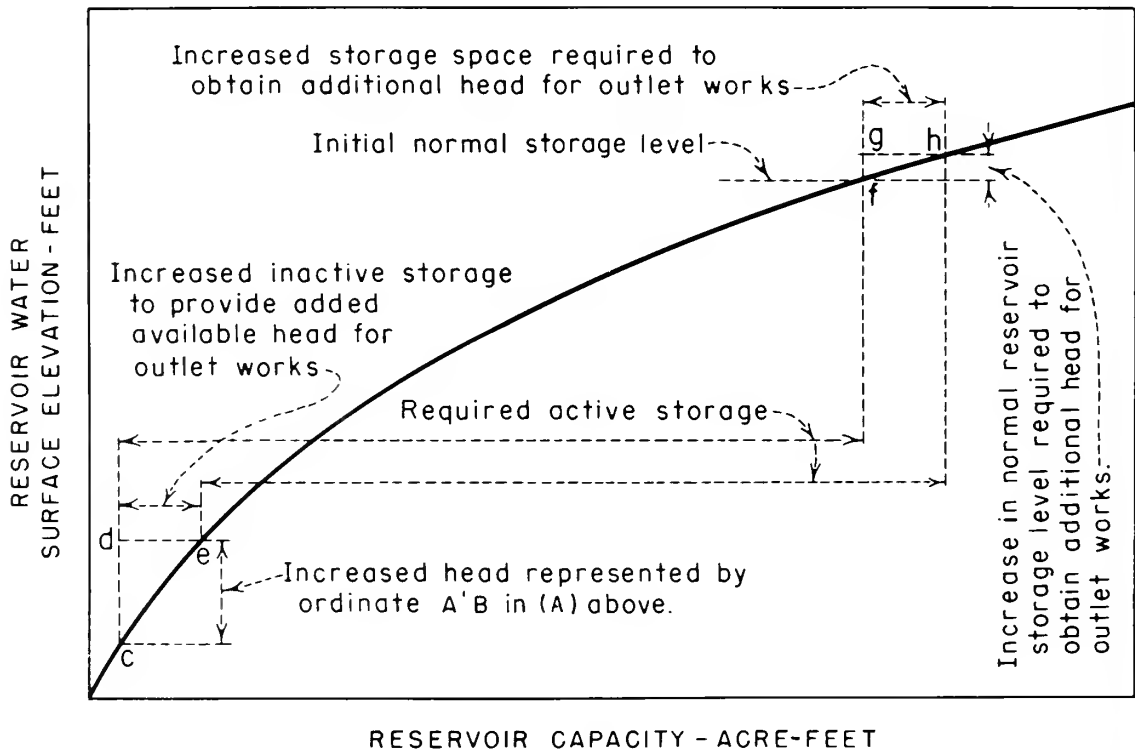 Increased storage space required to
obtain additional head for outlet works
g
h
Initial normal storage level
f
RESERVOIR WATER
SURFACE ELEVATION-FEET
Increased inactive storage
to provide added
available head for
outlet works
Required active storage
d
e
Increased head represented by
ordinate A'B in (A) above.
c
Increase in normal reservoir
storage level required to
obtain additional head for
outlet works.
RESERVOIR CAPACITY-ACRE-FEET